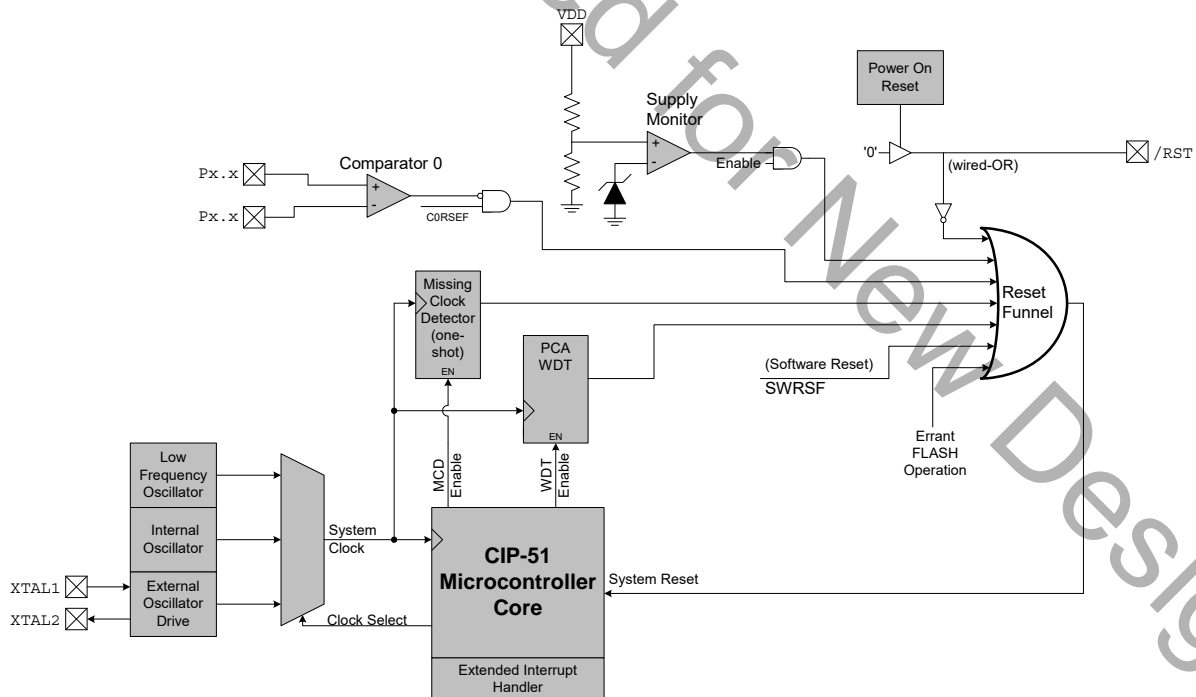 VDD
Power On
Reset
Supply
Monitor
+
-
Enable
'0'
(wired-OR)
/RST
Comparator 0
Px.x
Px.x
+
-
C0RSEF
Missing
Clock
Detector
(one-
shot)
EN
PCA
WDT
EN
Reset
Funnel
(Software Reset)
SWRSF
Errant
FLASH
Operation
MCD
Enable
WDT
Enable
Low
Frequency
Oscillator
Internal
Oscillator
External
Oscillator
Drive
XTAL1
XTAL2
System
Clock
Clock Select
CIP-51
Microcontroller
Core
System Reset
Extended Interrupt
Handler
d for New Desig